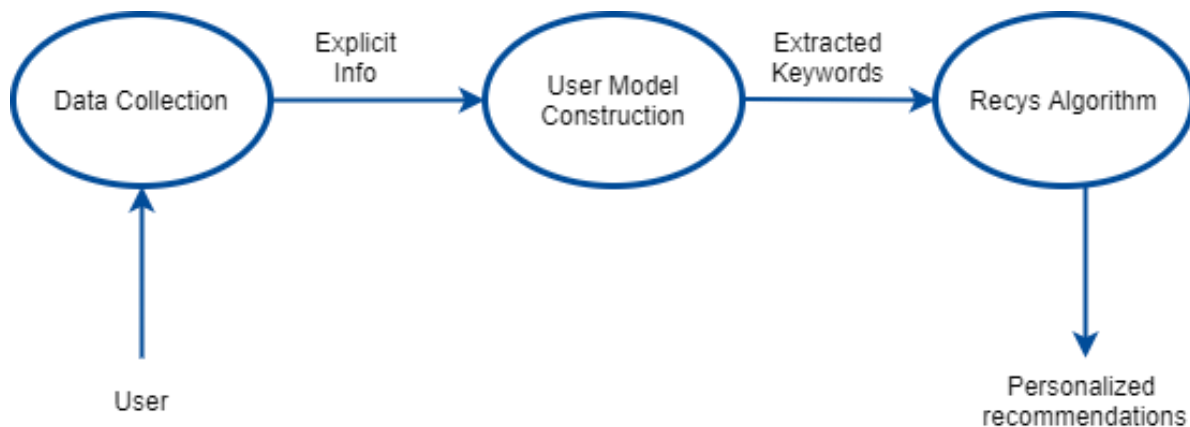 Explicit
Info
Extracted
Keywords
Data Collection
User Model
Construction
Recys Algorithm
User
Personalized
recommendations